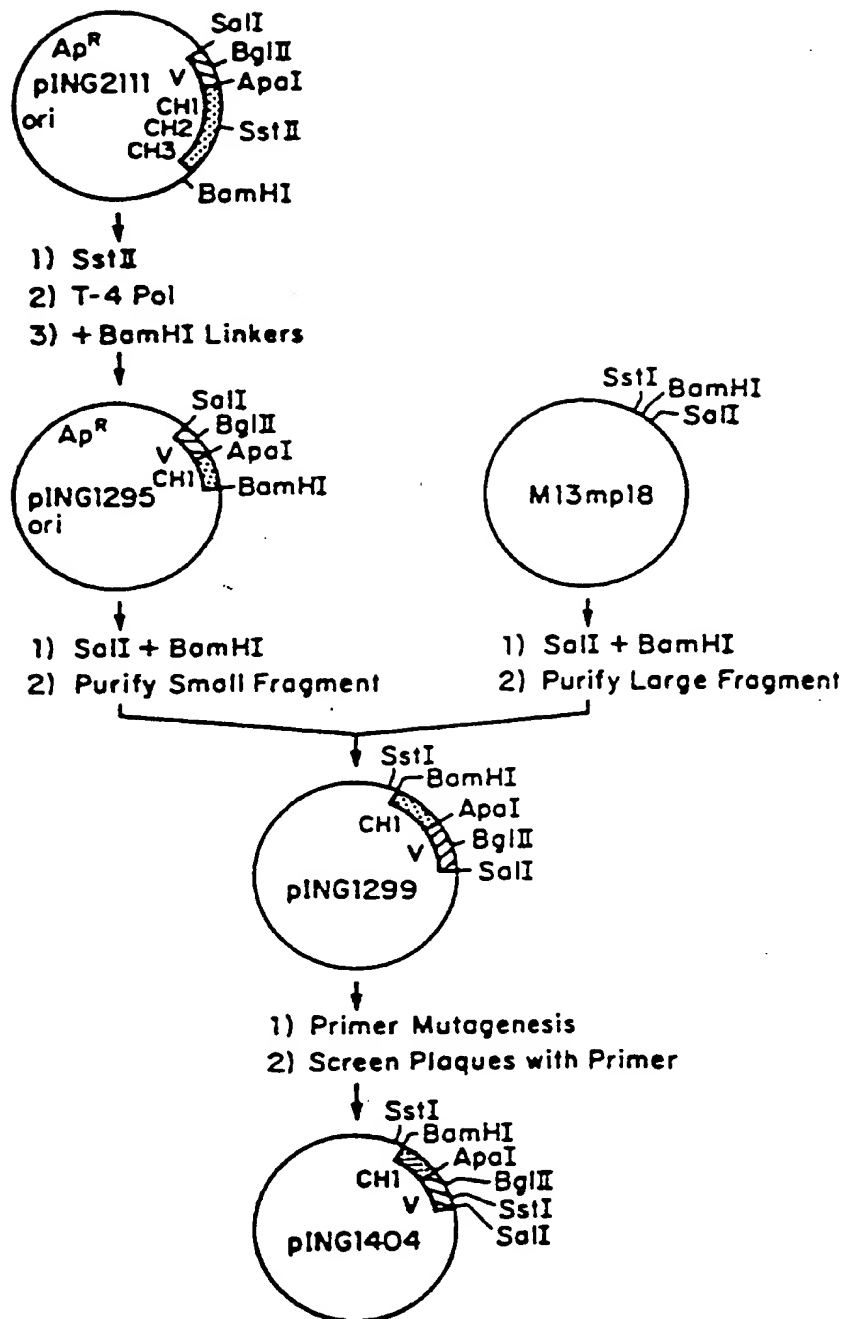 SalI
Ap^R
BglII
pING2111
V
ApaI
ori
CH1
CH2
SstII
CH3
BamHI
1) SstII
2) T-4 Pol
3) + BamHI Linkers
SalI
Ap^R
BglII
V
ApaI
CH1
BamHI
pING1295
ori
SstI
BamHI
SalI
M13mp18
1) SalI + BamHI
2) Purify Small Fragment
1) SalI + BamHI
2) Purify Large Fragment
SstI
BamHI
ApaI
CH1
BglII
V
SalI
pING1299
1) Primer Mutagenesis
2) Screen Plaques with Primer
SstI
BamHI
ApaI
CH1
BglII
V
SstI
SalI
pING1404